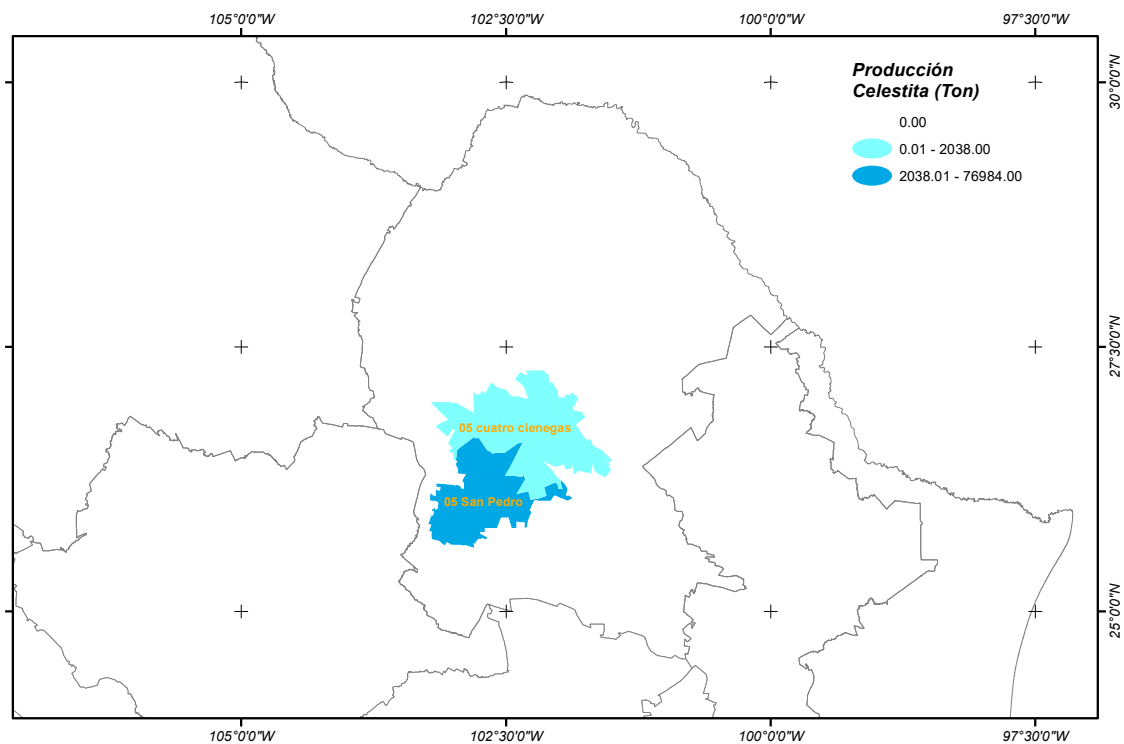 105°0'0"W 102°30'0"W 100°0'0"W 97°30'0"W
Producción
Celestita (Ton)
0.00
0.01 - 2038.00
2038.01 - 76984.00
30°0'0"N
27°30'0"N
05 cuatro cienegas
05 San Pedro
25°0'0"N
105°0'0"W 102°30'0"W 100°0'0"W 97°30'0"W